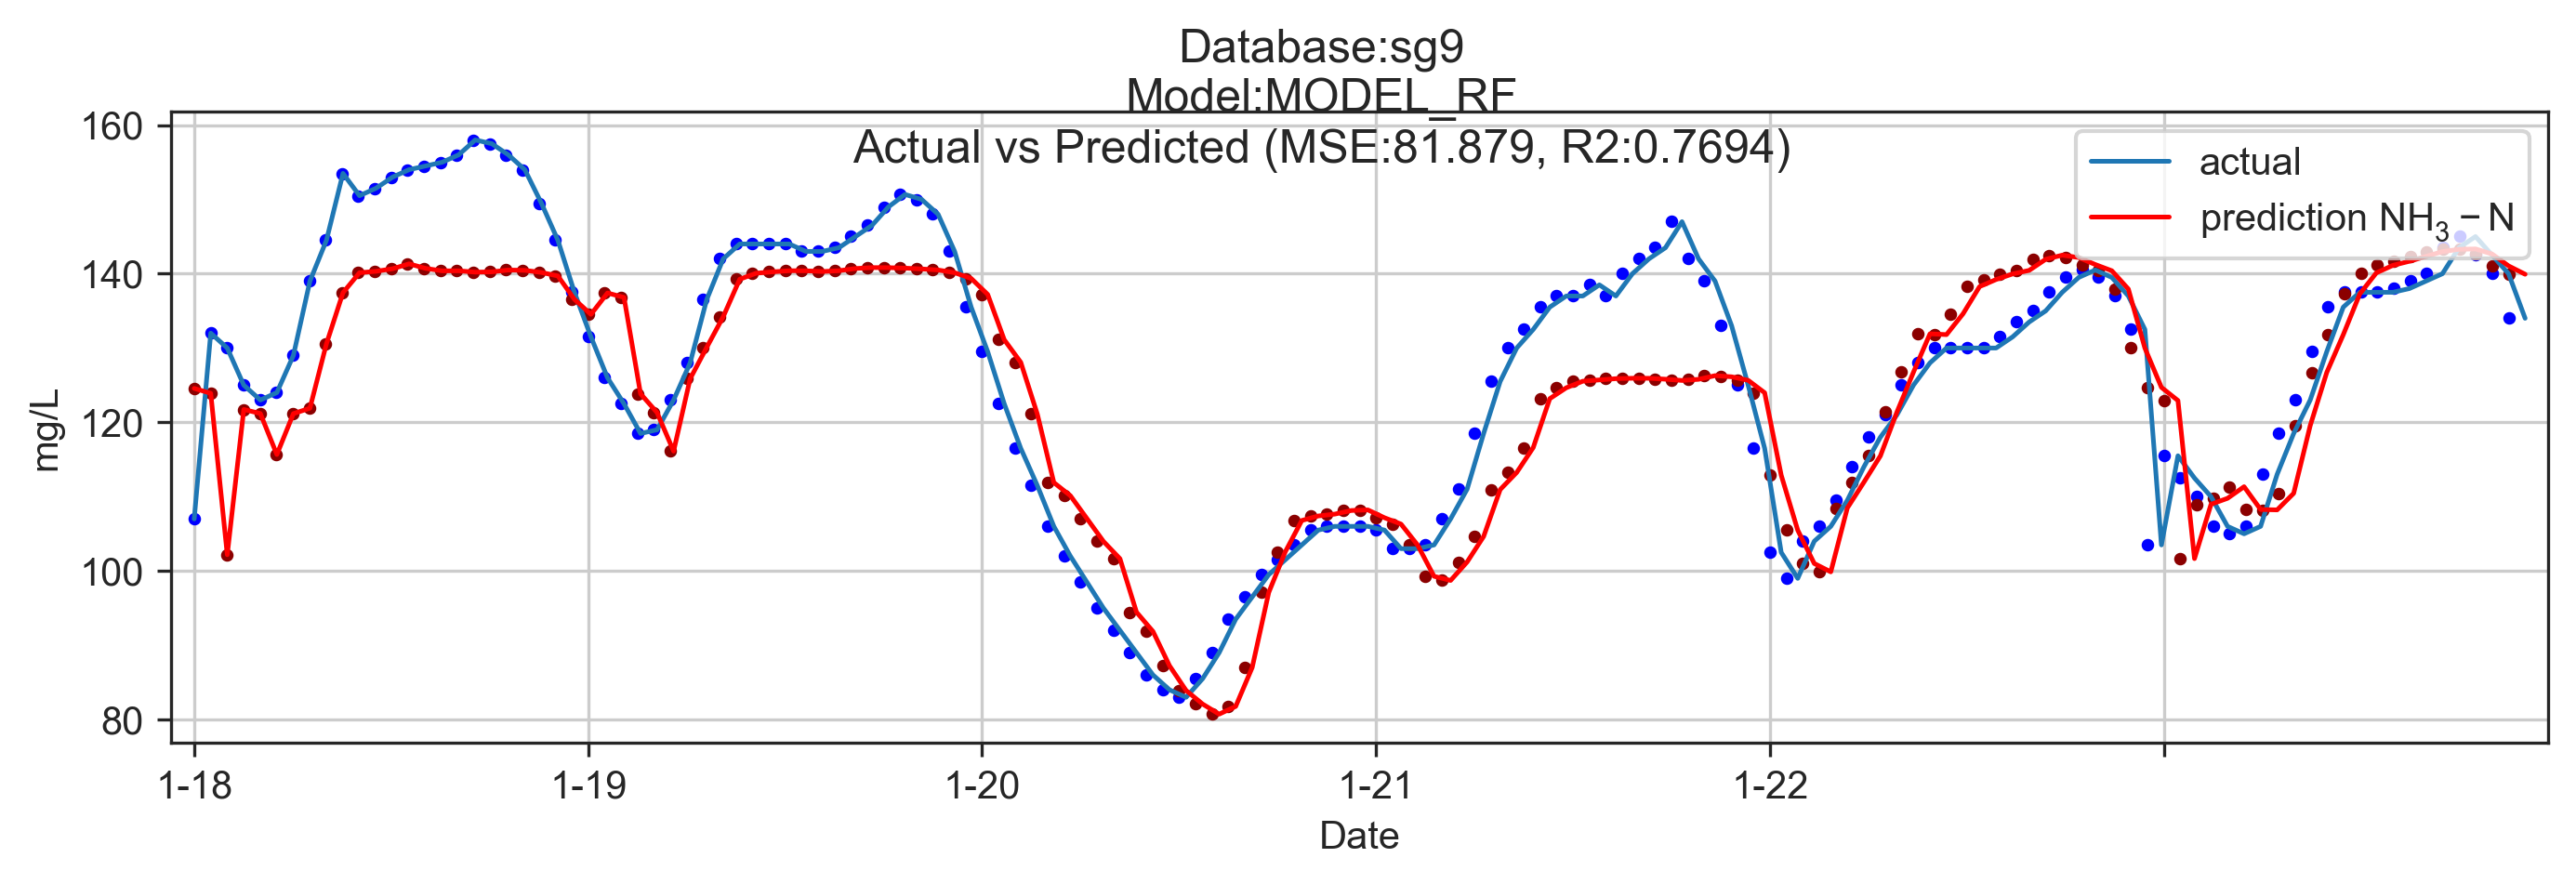 Database:sg9
Model:MODEL_RF
Actual vs Predicted (MSE:81.879, R2:0.7694)
actual
prediction NH₃ − N
160
140
120
100
80
mg/L
1-18 1-19 1-20 1-21 1-22
Date